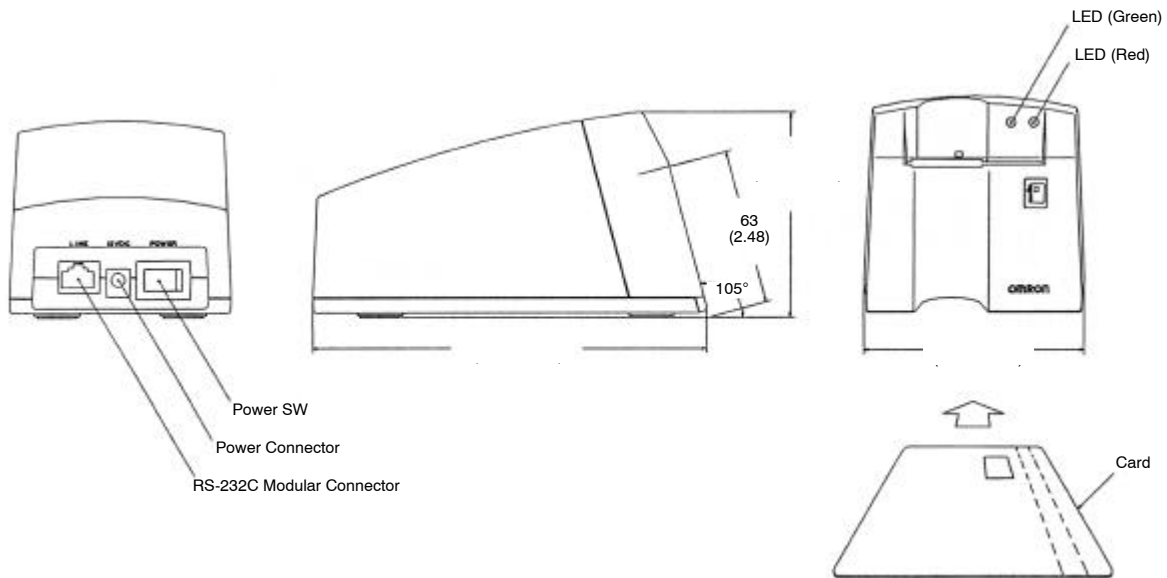 LED (Green)
LED (Red)
LINE 12VDC POWER
63
(2.48)
105°
OMRON
Power SW
Power Connector
RS-232C Modular Connector
Card